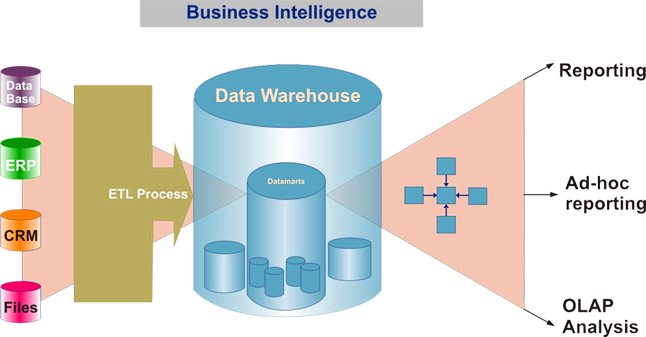 Business Intelligence
Data
Base
ERP
CRM
Files
ETL Process
Data Warehouse
Datamarts
Reporting
Ad-hoc
reporting
OLAP
Analysis